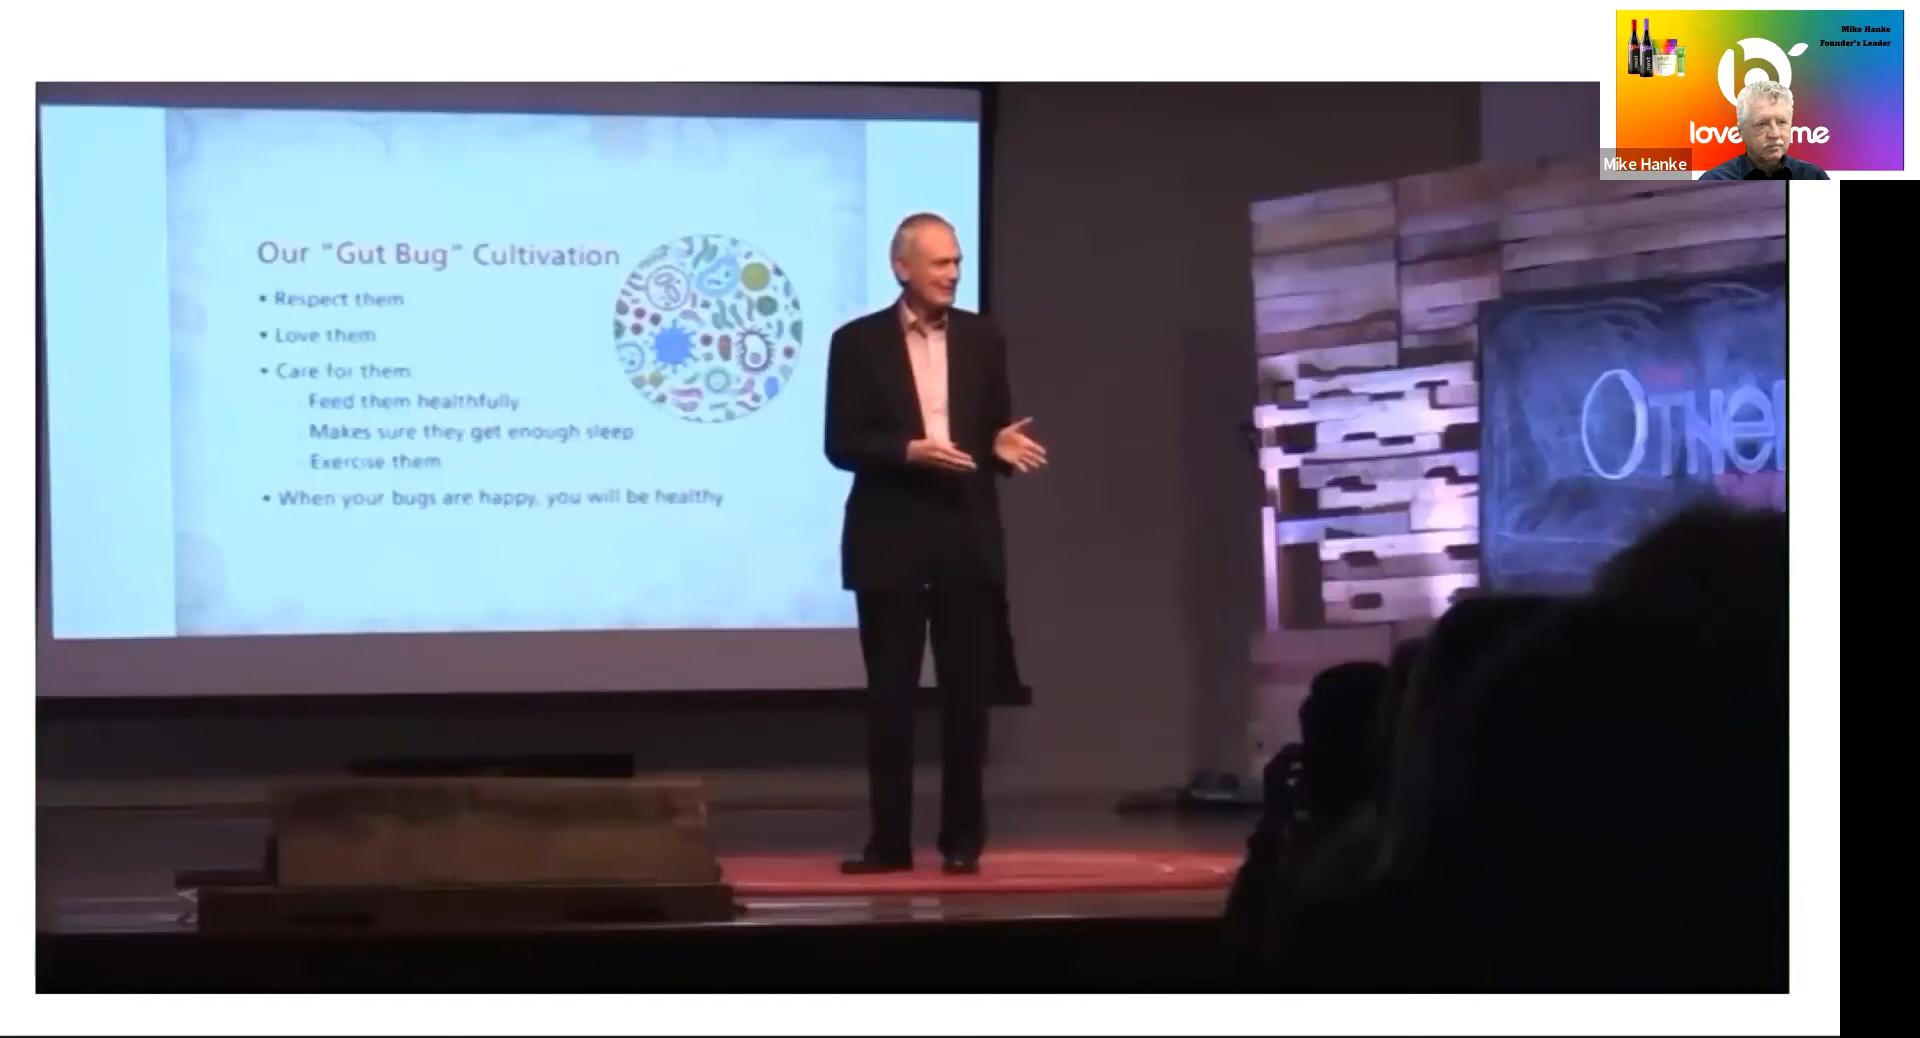 Our "Gut Bug" Cultivation
• Respect them
• Love them
• Care for them
Feed them healthfully
Makes sure they get enough sleep
Exercise them
• When your bugs are happy, you will be healthy
Mike Hanke
Founder's Leader
love
me
Mike Hanke